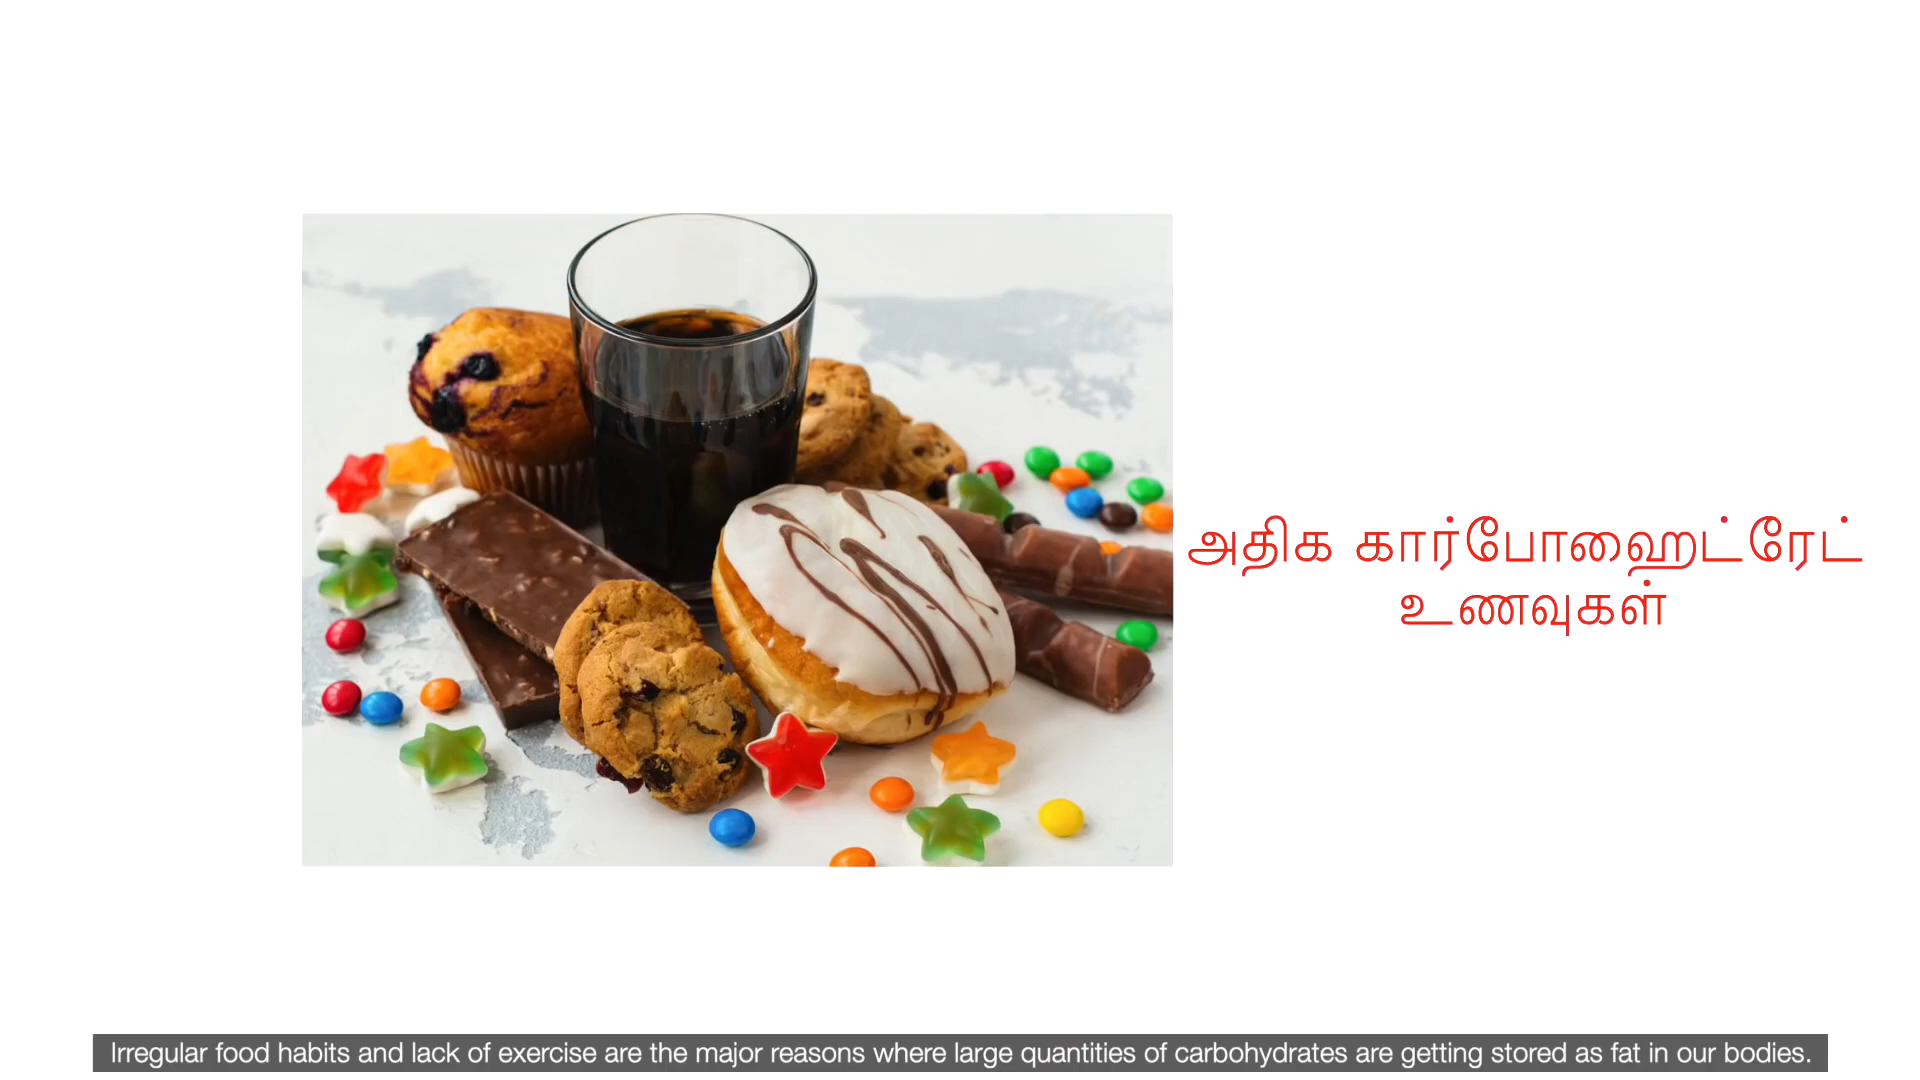 அதிக கார்போஹைட்ரேட்
உணவுகள்
Irregular food habits and lack of exercise are the major reasons where large quantities of carbohydrates are getting stored as fat in our bodies.